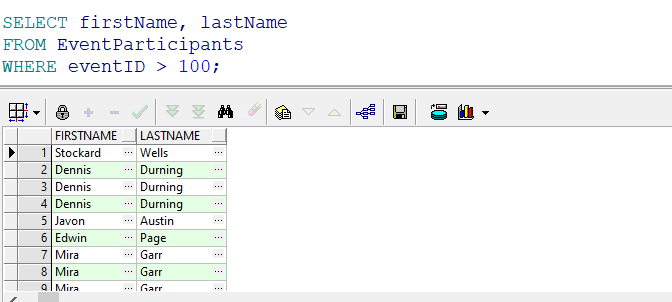 SELECT firstName, lastName
FROM EventParticipants
WHERE eventID > 100;
FIRSTNAME LASTNAME
1 Stockard ... Wells ...
2 Dennis ... Durning ...
3 Dennis ... Durning ...
4 Dennis ... Durning ...
5 Javon ... Austin ...
6 Edwin ... Page ...
7 Mira ... Garr ...
8 Mira ... Garr ...
9 Mira ... Garr ...